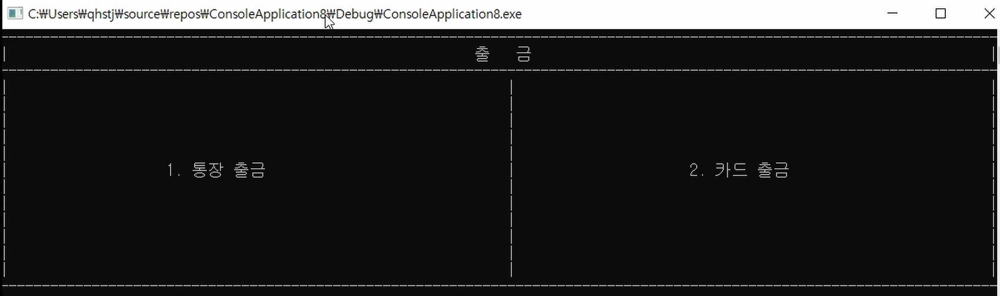 C:₩Users₩qhstj₩source₩repos₩ConsoleApplication8₩Debug₩ConsoleApplication8.exe
출 금
1. 통장 출금
2. 카드 출금